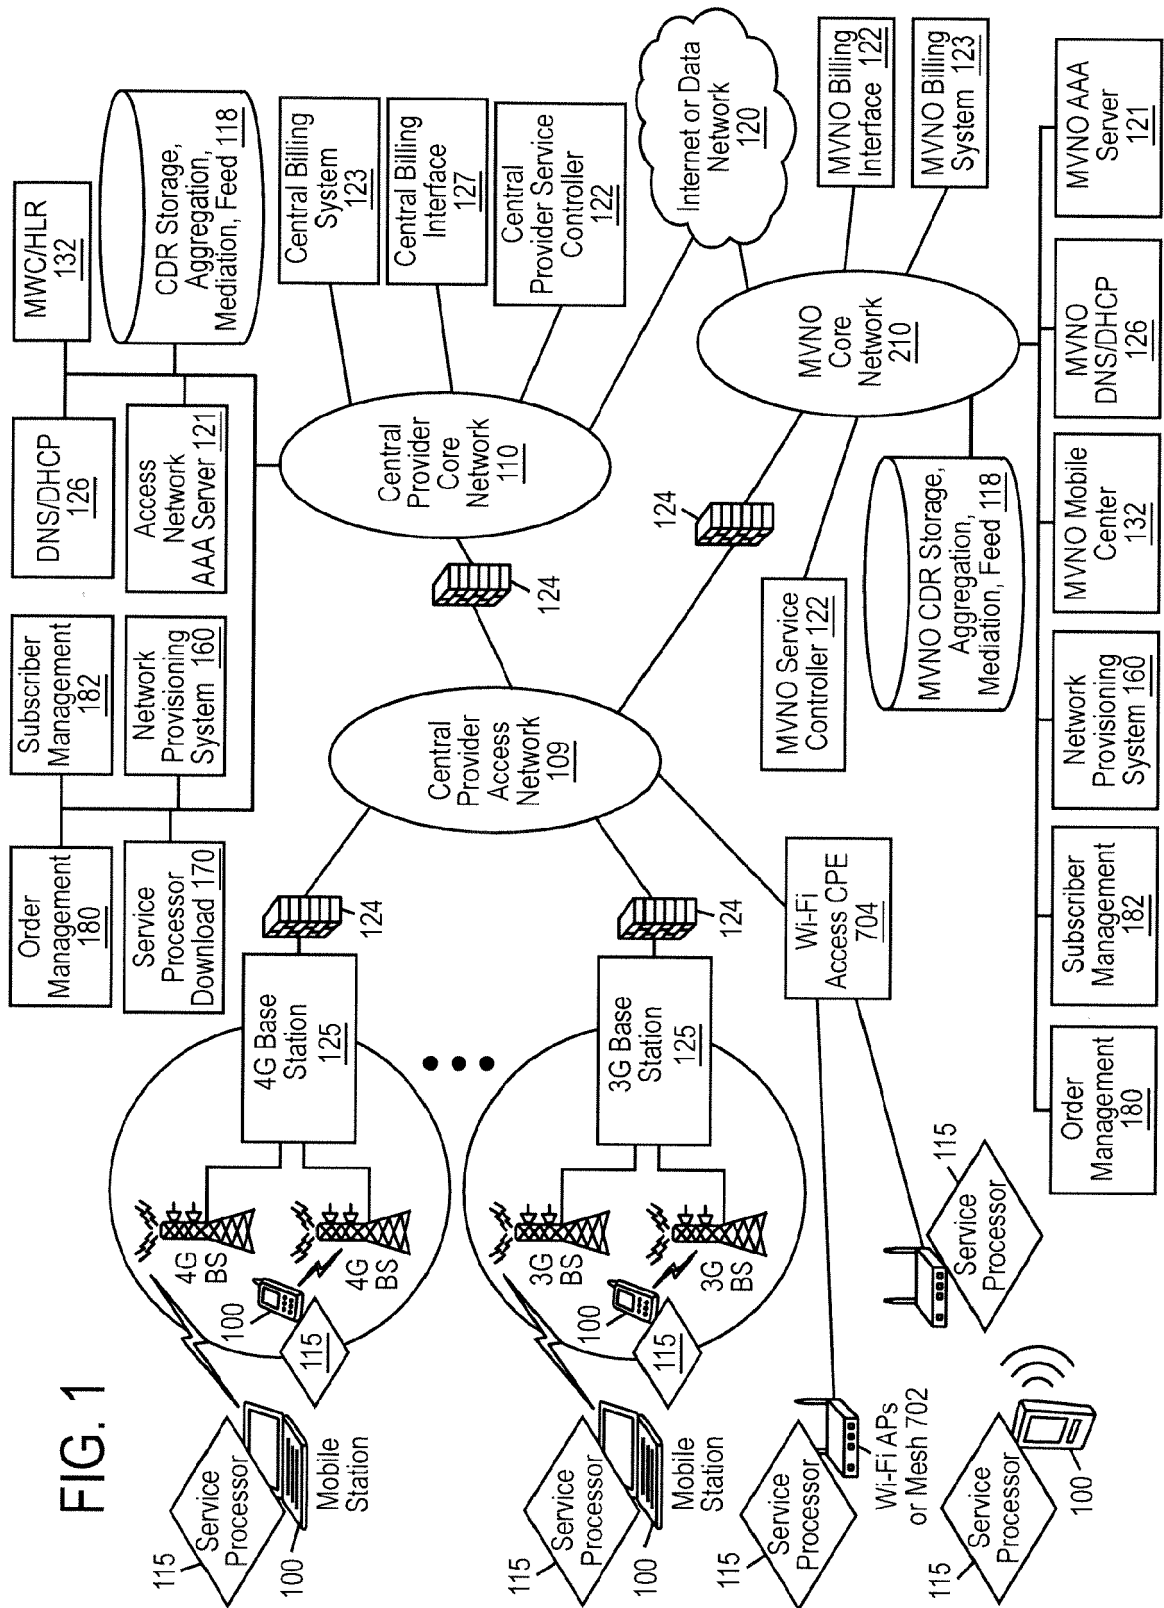 FIG. 1
Order
Management
180
Subscriber
Management
182
DNS/DHCP
126
MWC/HLR
132
Service
Processor
Download 170
Network
Provisioning
System 160
Access
Network
AAA Server 121
CDR Storage,
Aggregation,
Mediation, Feed 118
Central Billing
System
123
Central Billing
Interface
127
Central
Provider Service
Controller
122
115
Service
Processor
100
Mobile
Station
4G
BS
100
4G
BS
115
4G Base
Station
125
124
Central
Provider
Access
Network
109
124
Central
Provider
Core
Network
110
Internet or Data
Network
120
115
Service
Processor
100
Mobile
Station
3G
BS
100
3G
BS
115
3G Base
Station
125
124
124
MVNO
Core
Network
210
MVNO Billing
Interface 122
MVNO Billing
System 123
MVNO Service
Controller 122
MVNO CDR Storage,
Aggregation,
Mediation, Feed 118
115
Service
Processor
Wi-Fi APs
or Mesh 702
Wi-Fi
Access CPE
704
115
Service
Processor
115
Service
Processor
100
Order
Management
180
Subscriber
Management
182
Network
Provisioning
System 160
MVNO Mobile
Center
132
MVNO
DNS/DHCP
126
MVNO AAA
Server
121